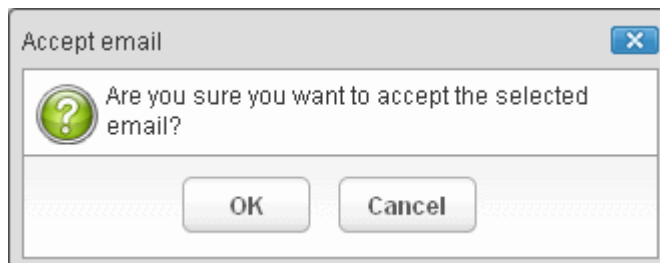 Accept email
Are you sure you want to accept the selected
email?
OK
Cancel